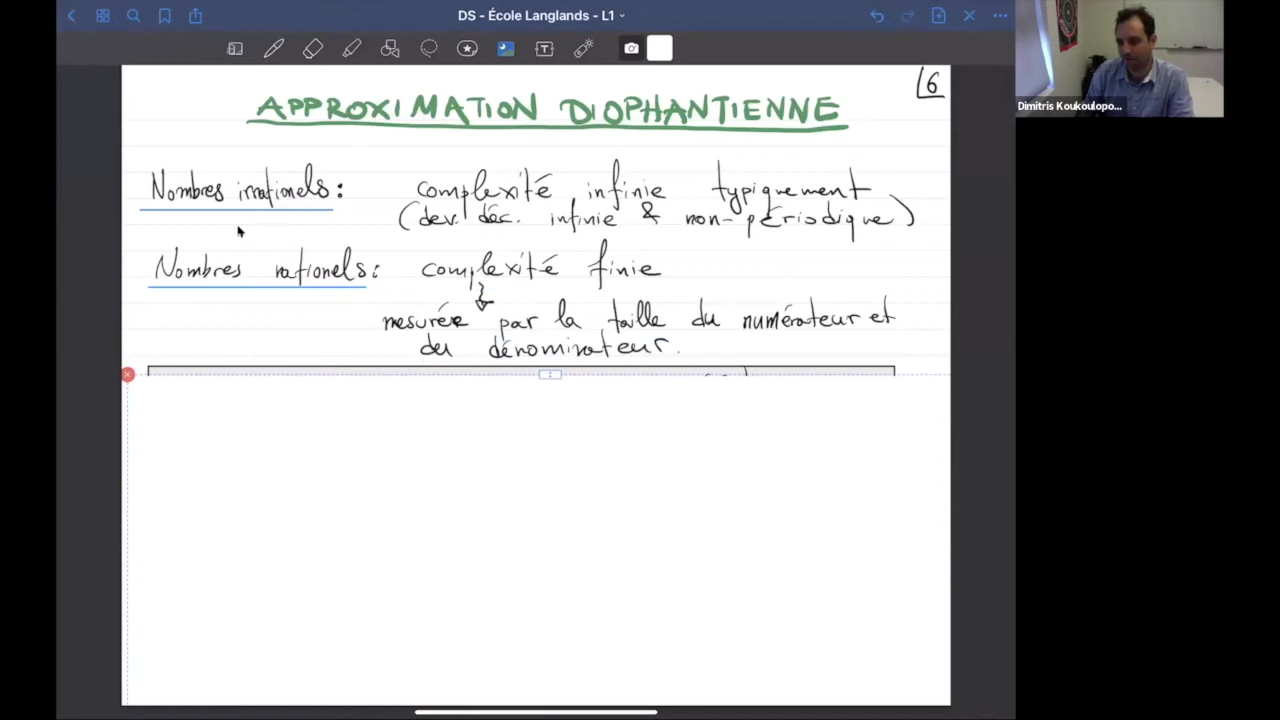 DS - École Langlands - L1
6
APPROXIMATION DIOPHANTIENNE
Nombres irrationels: complexité infinie typiquement
(dev. déc. infinie & non-périodique)
Nombres rationels: complexité finie
mesurée par la taille du numérateur et
du dénominateur.
Dimitris Koukoulopo...